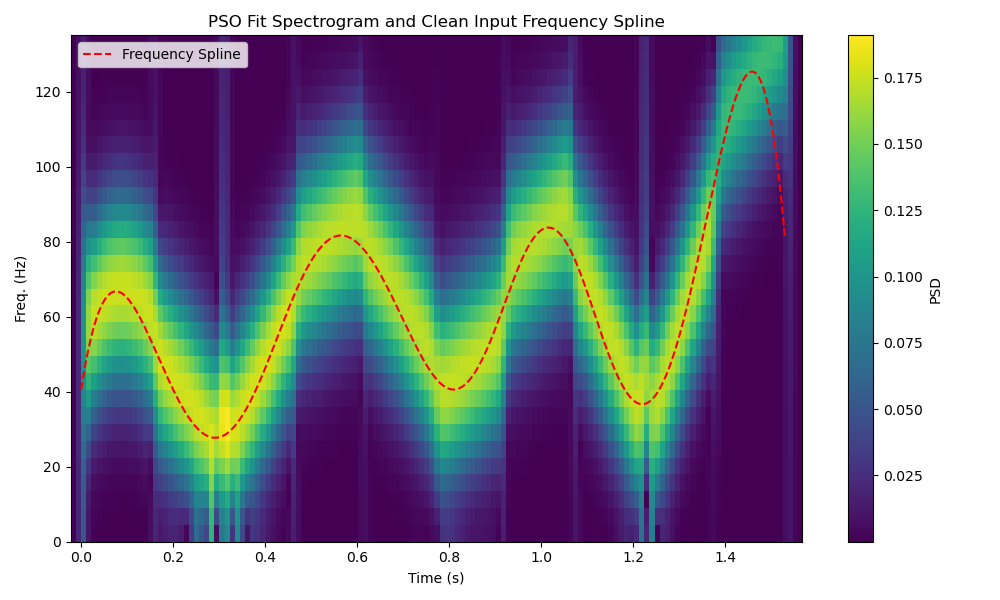 PSO Fit Spectrogram and Clean Input Frequency Spline
Frequency Spline
Freq. (Hz)
120
100
80
60
40
20
0
0.0 0.2 0.4 0.6 0.8 1.0 1.2 1.4
Time (s)
0.175
0.150
0.125
0.100
0.075
0.050
0.025
PSD